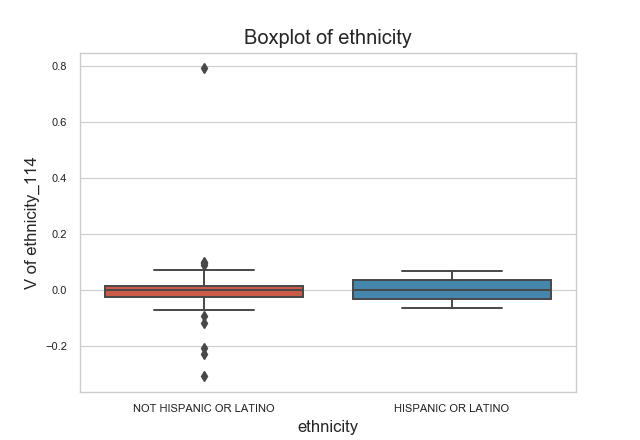 Boxplot of ethnicity
V of ethnicity_114
0.8
0.6
0.4
0.2
0.0
−0.2
NOT HISPANIC OR LATINO
HISPANIC OR LATINO
ethnicity